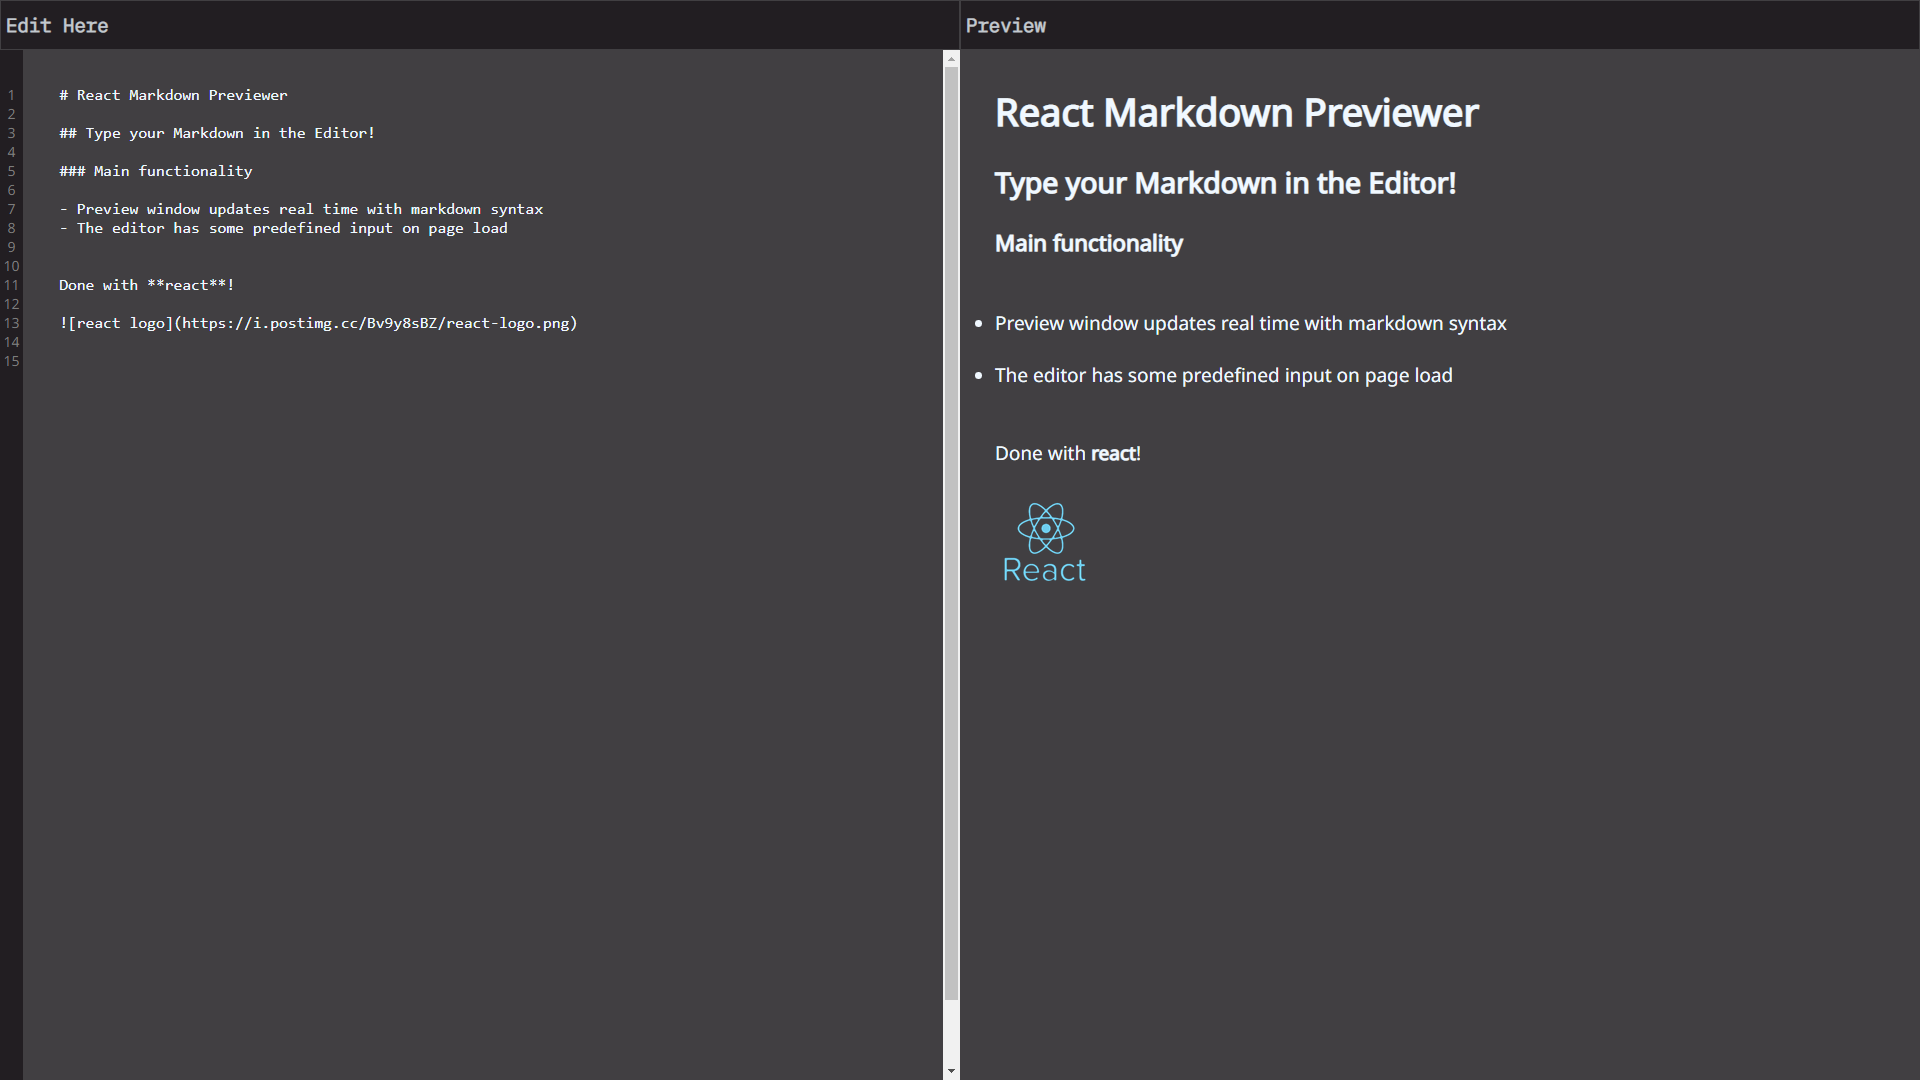 Edit Here
1 # React Markdown Previewer
2
3 ## Type your Markdown in the Editor!
4
5 ### Main functionality
6
7 - Preview window updates real time with markdown syntax
8 - The editor has some predefined input on page load
9
10
11 Done with **react**!
12
13 ![react logo](https://i.postimg.cc/Bv9y8sBZ/react-logo.png)
14
15
Preview
React Markdown Previewer
Type your Markdown in the Editor!
Main functionality
• Preview window updates real time with markdown syntax
• The editor has some predefined input on page load
Done with react!
React